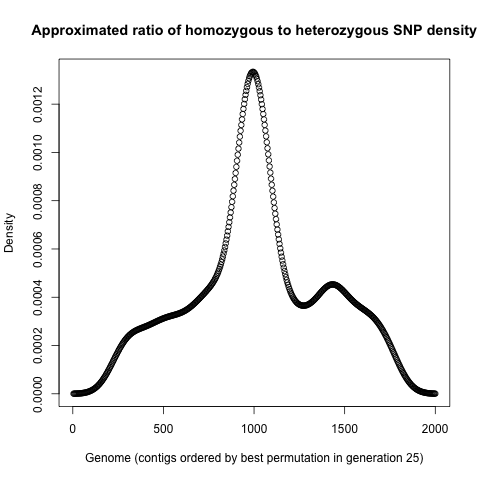 Approximated ratio of homozygous to heterozygous SNP density
0.0012
0.0010
0.0008
0.0006
0.0004
0.0002
0.0000
Density
0 500 1000 1500 2000
Genome (contigs ordered by best permutation in generation 25)